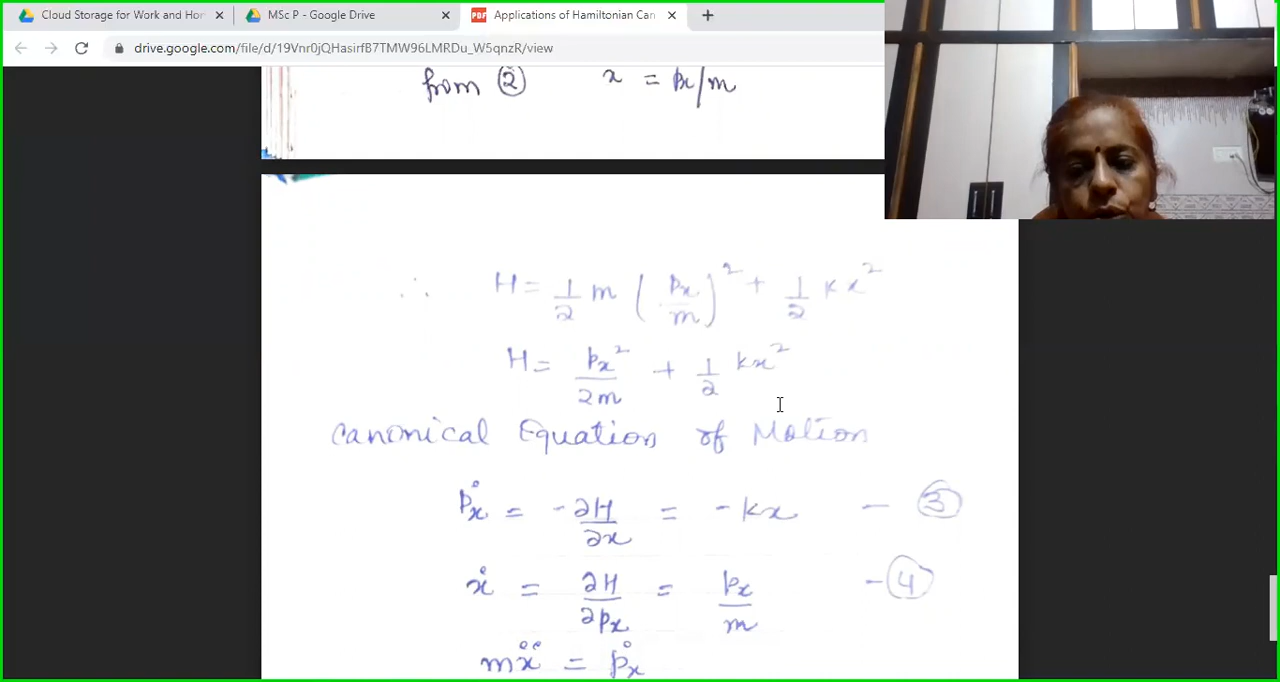 Cloud Storage for Work and Hor
MSc P - Google Drive
Applications of Hamiltonian Can
drive.google.com/file/d/19Vnr0jQHasirfB7TMW96LMRDu_W5qnzR/view
from ② x = px/m
∴ H = 1/2 m (px/m)² + 1/2 kx²
H = px²/2m + 1/2 kx²
canonical Equation of Motion
ṗx = -∂H/∂x = -kx - ③
ẋ = ∂H/∂px = px/m - ④
mẍ = ṗx